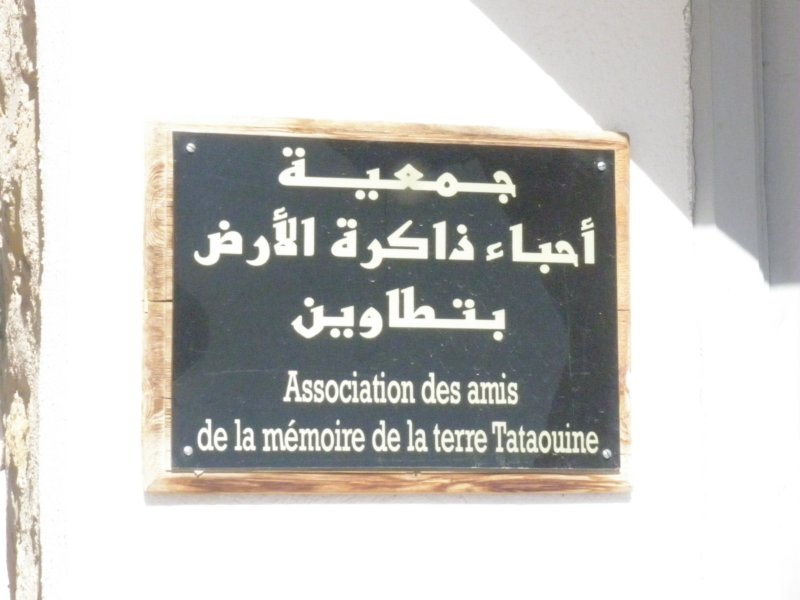 جمعية
أحباء ذاكرة الأرض
بتطاوين
Association des amis
de la mémoire de la terre Tataouine